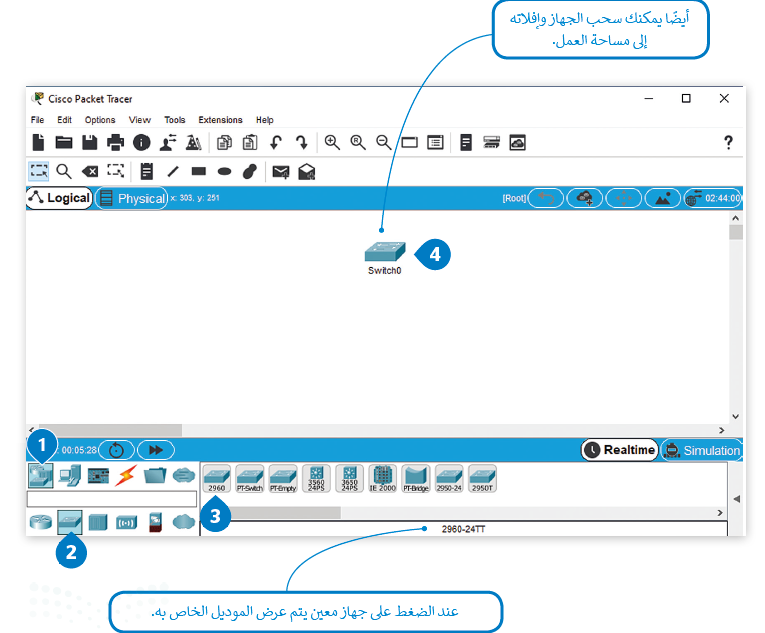 أيضًا يمكنك سحب الجهاز وإفلاته
إلى مساحة العمل.
Cisco Packet Tracer
File Edit Options View Tools Extensions Help
?
Logical Physical x: 303, y: 251 [Root] 02:44:00
4
Switch0
1
: 00:05:28 Realtime Simulation
2960 PT-Switch PT-Empty 3560 24PS 3650 24PS IE 2000 PT-Bridge 2950-24 2950T
3
2
2960-24TT
عند الضغط على جهاز معين يتم عرض الموديل الخاص به.